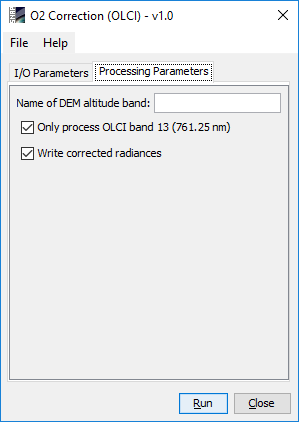 O2 Correction (OLCI) - v1.0
File Help
I/O Parameters Processing Parameters
Name of DEM altitude band:
Only process OLCI band 13 (761.25 nm)
Write corrected radiances
Run Close